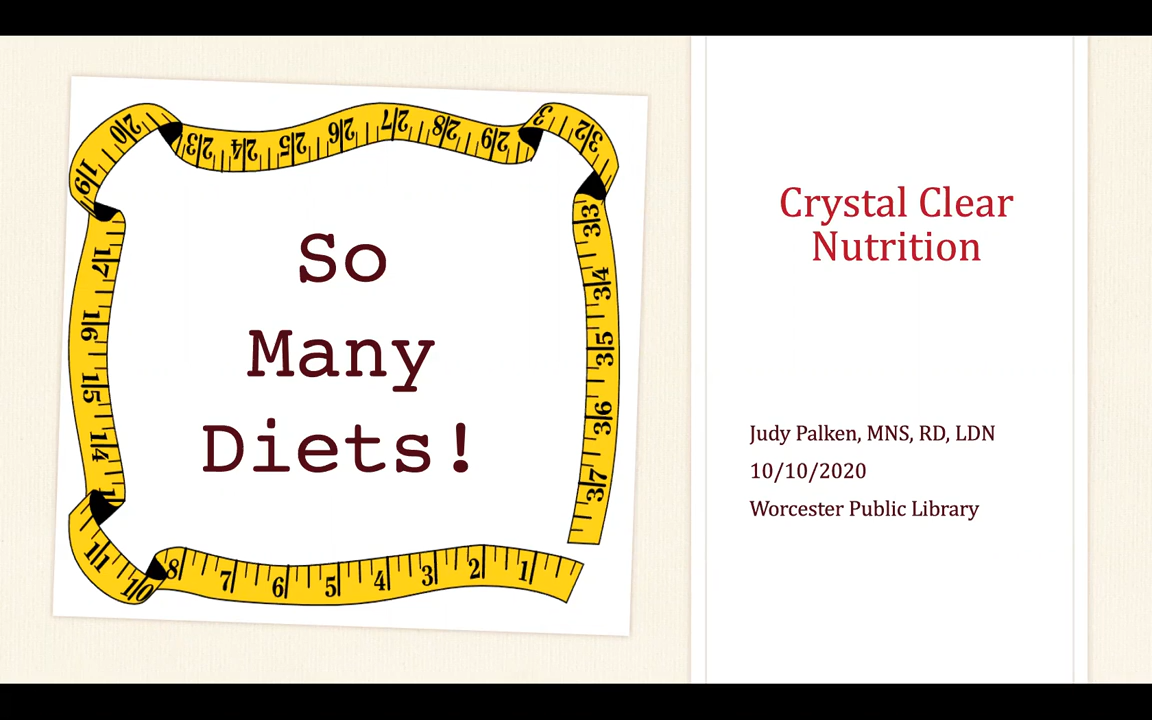 So
Many
Diets!
Crystal Clear
Nutrition
Judy Palken, MNS, RD, LDN
10/10/2020
Worcester Public Library